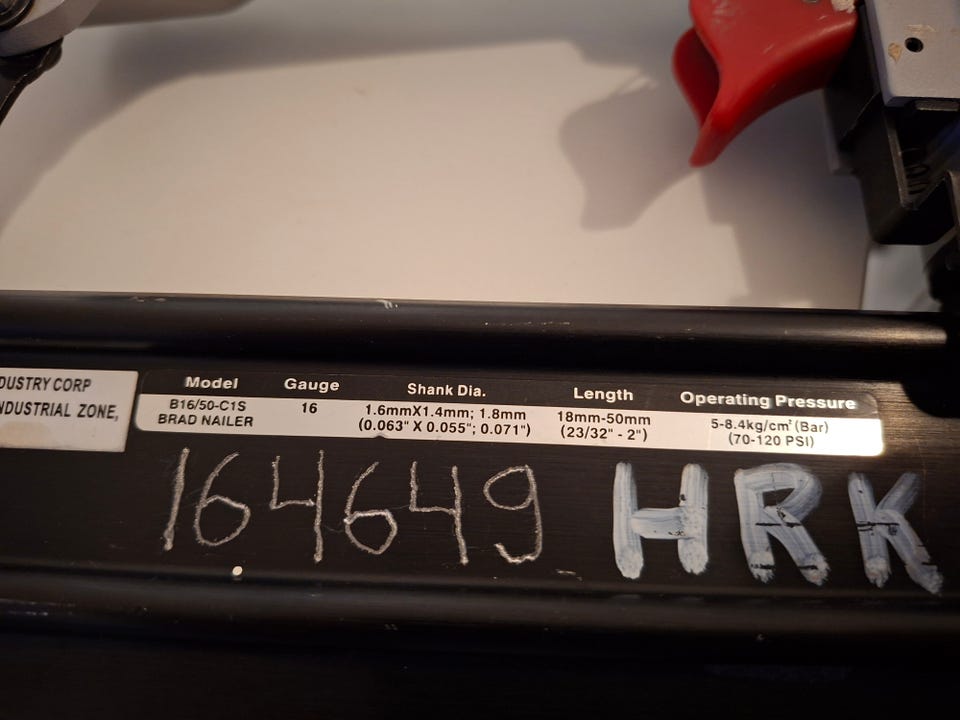 DUSTRY CORP
NDUSTRIAL ZONE,
Model Gauge Shank Dia. Length Operating Pressure
B16/50-C1S 16 1.6mmX1.4mm; 1.8mm 18mm-50mm 5-8.4kg/cm² (Bar)
BRAD NAILER (0.063" X 0.055"; 0.071") (23/32" - 2") (70-120 PSI)
164649 HRK